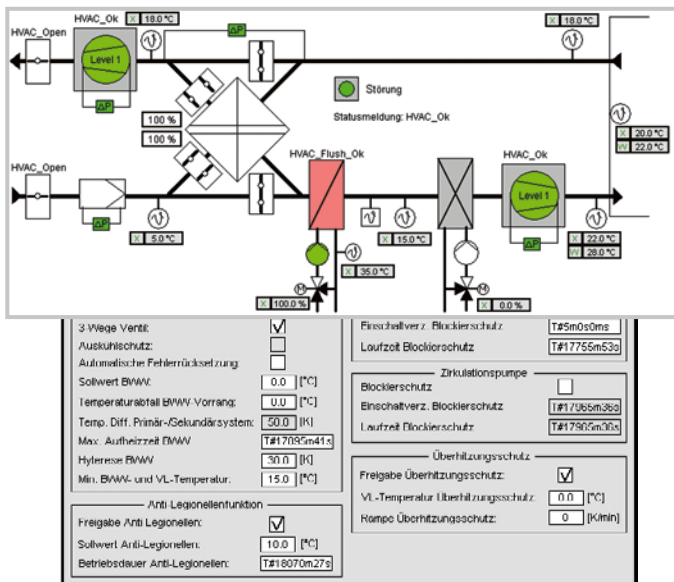 HVAC_Ok X 18.0 °C
ΔP X 18.0 °C
HVAC_Open
Level 1
ΔP
Störung
Statusmeldung: HVAC_Ok
100 %
100 %
X 20.0 °C
W 22.0 °C
HVAC_Open
HVAC_Flush_Ok
HVAC_Ok
Level 1
ΔP
X 5.0 °C
X 15.0 °C
ΔP
X 22.0 °C
W 28.0 °C
X 35.0 °C
M
M
X 100.0 %
X 0.0 %
3-Wege Ventil:
Auskühlschutz:
Automatische Fehlerrücksetzung:
Sollwert BWW: 0.0 [°C]
Temperaturabfall BWW-Vorrang: 0.0 [°C]
Temp. Diff. Primär-/Sekundärsystem: 50.0 [K]
Max. Aufheizzeit BWW T#17095m41s
Hyterese BWW 30.0 [K]
Min. BWW- und VL-Temperatur: 15.0 [°C]
Anti-Legionellenfunktion
Freigabe Anti Legionellen:
Sollwert Anti-Legionellen: 10.0 [°C]
Betriebsdauer Anti-Legionellen: T#18070m27s
Einschaltverz. Blockierschutz T#5m0s0ms
Laufzeit Blockierschutz T#17755m53s
Zirkulationspumpe
Blockierschutz
Einschaltverz. Blockierschutz T#17965m36s
Laufzeit Blockierschutz T#17965m36s
Überhitzungsschutz
Freigabe Überhitzungsschutz:
VL-Temperatur Überhitzungsschutz: 0.0 [°C]
Rampe Überhitzungsschutz: 0 [K/min]